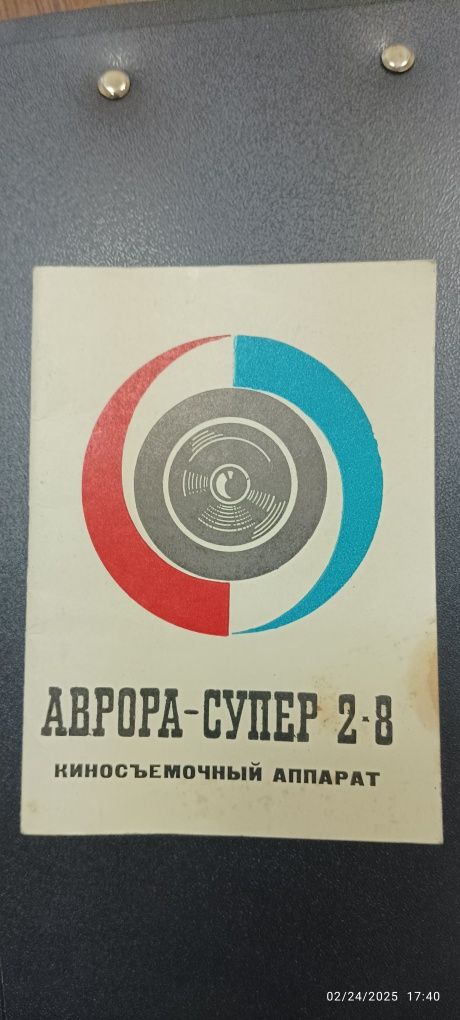 АВРОРА-СУПЕР 2·8
КИНОСЪЕМОЧНЫЙ АППАРАТ
02/24/2025 17:40